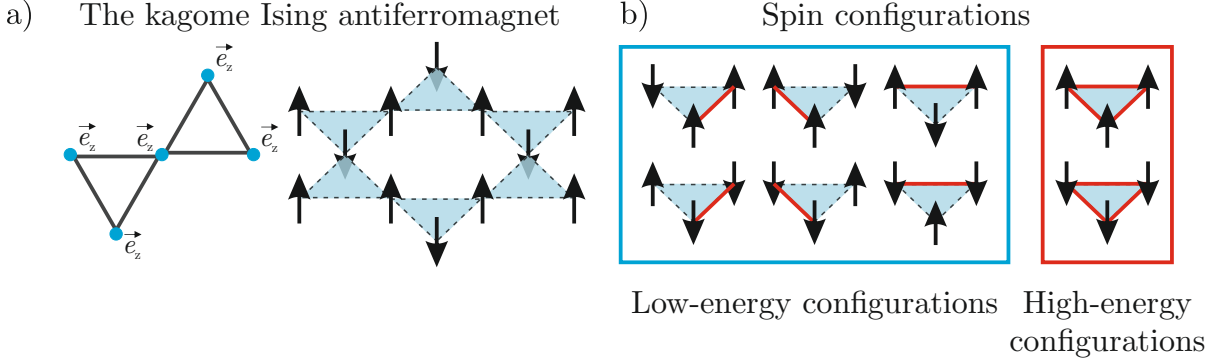 a) The kagome Ising antiferromagnet
b) Spin configurations
e⃗z
e⃗z e⃗z e⃗z
e⃗z
Low-energy configurations
High-energy
configurations